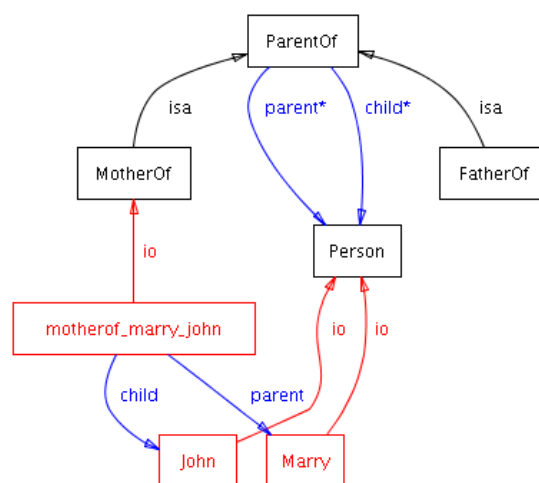 ParentOf
isa
parent*
child*
isa
MotherOf
FatherOf
Person
io
motherof_marry_john
io
io
child
parent
John
Marry